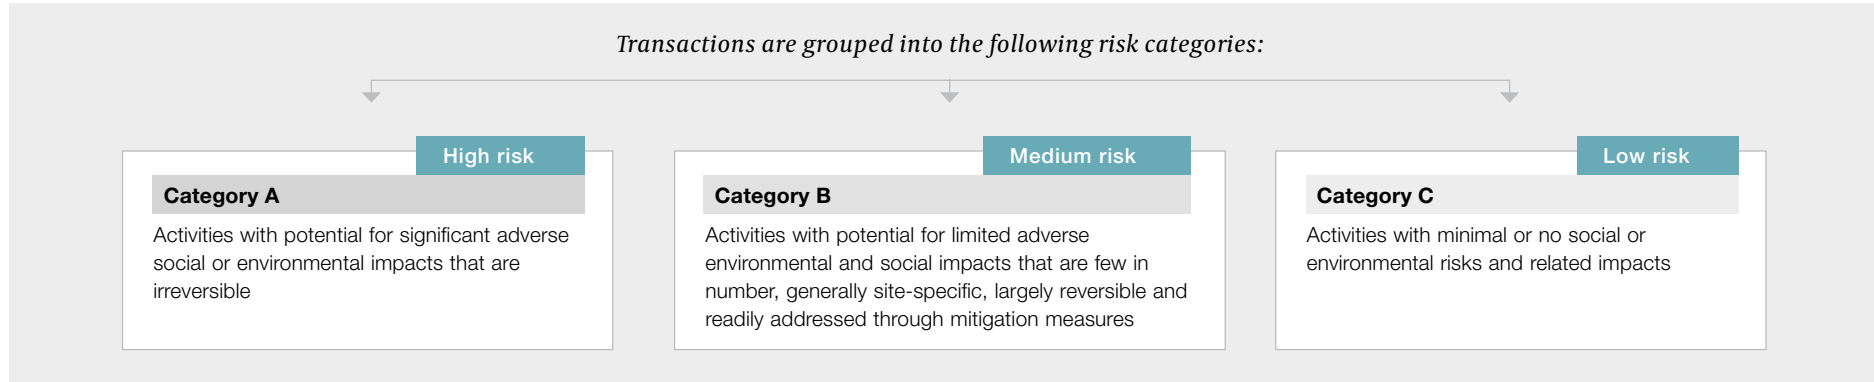 Transactions are grouped into the following risk categories:
High risk
Category A
Activities with potential for significant adverse
social or environmental impacts that are
irreversible
Medium risk
Category B
Activities with potential for limited adverse
environmental and social impacts that are few in
number, generally site-specific, largely reversible and
readily addressed through mitigation measures
Low risk
Category C
Activities with minimal or no social or
environmental risks and related impacts